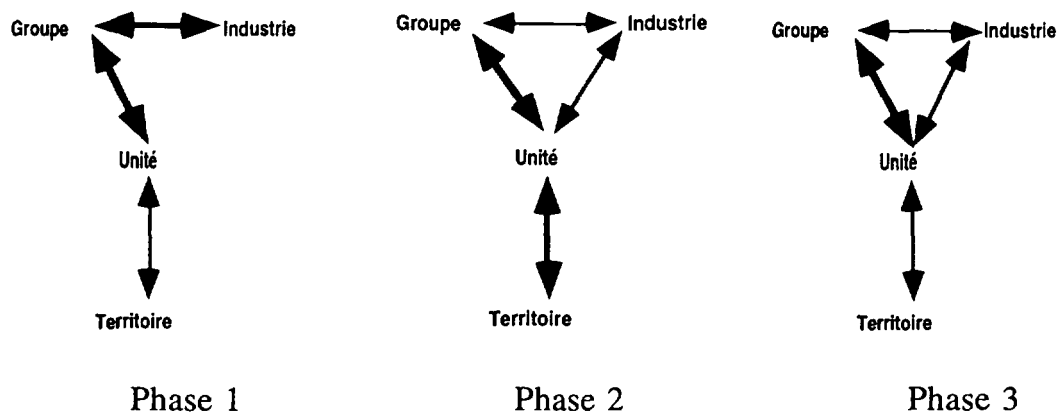 Groupe Industrie Groupe Industrie Groupe Industrie
Unité Unité Unité
Territoire Territoire Territoire
Phase 1 Phase 2 Phase 3